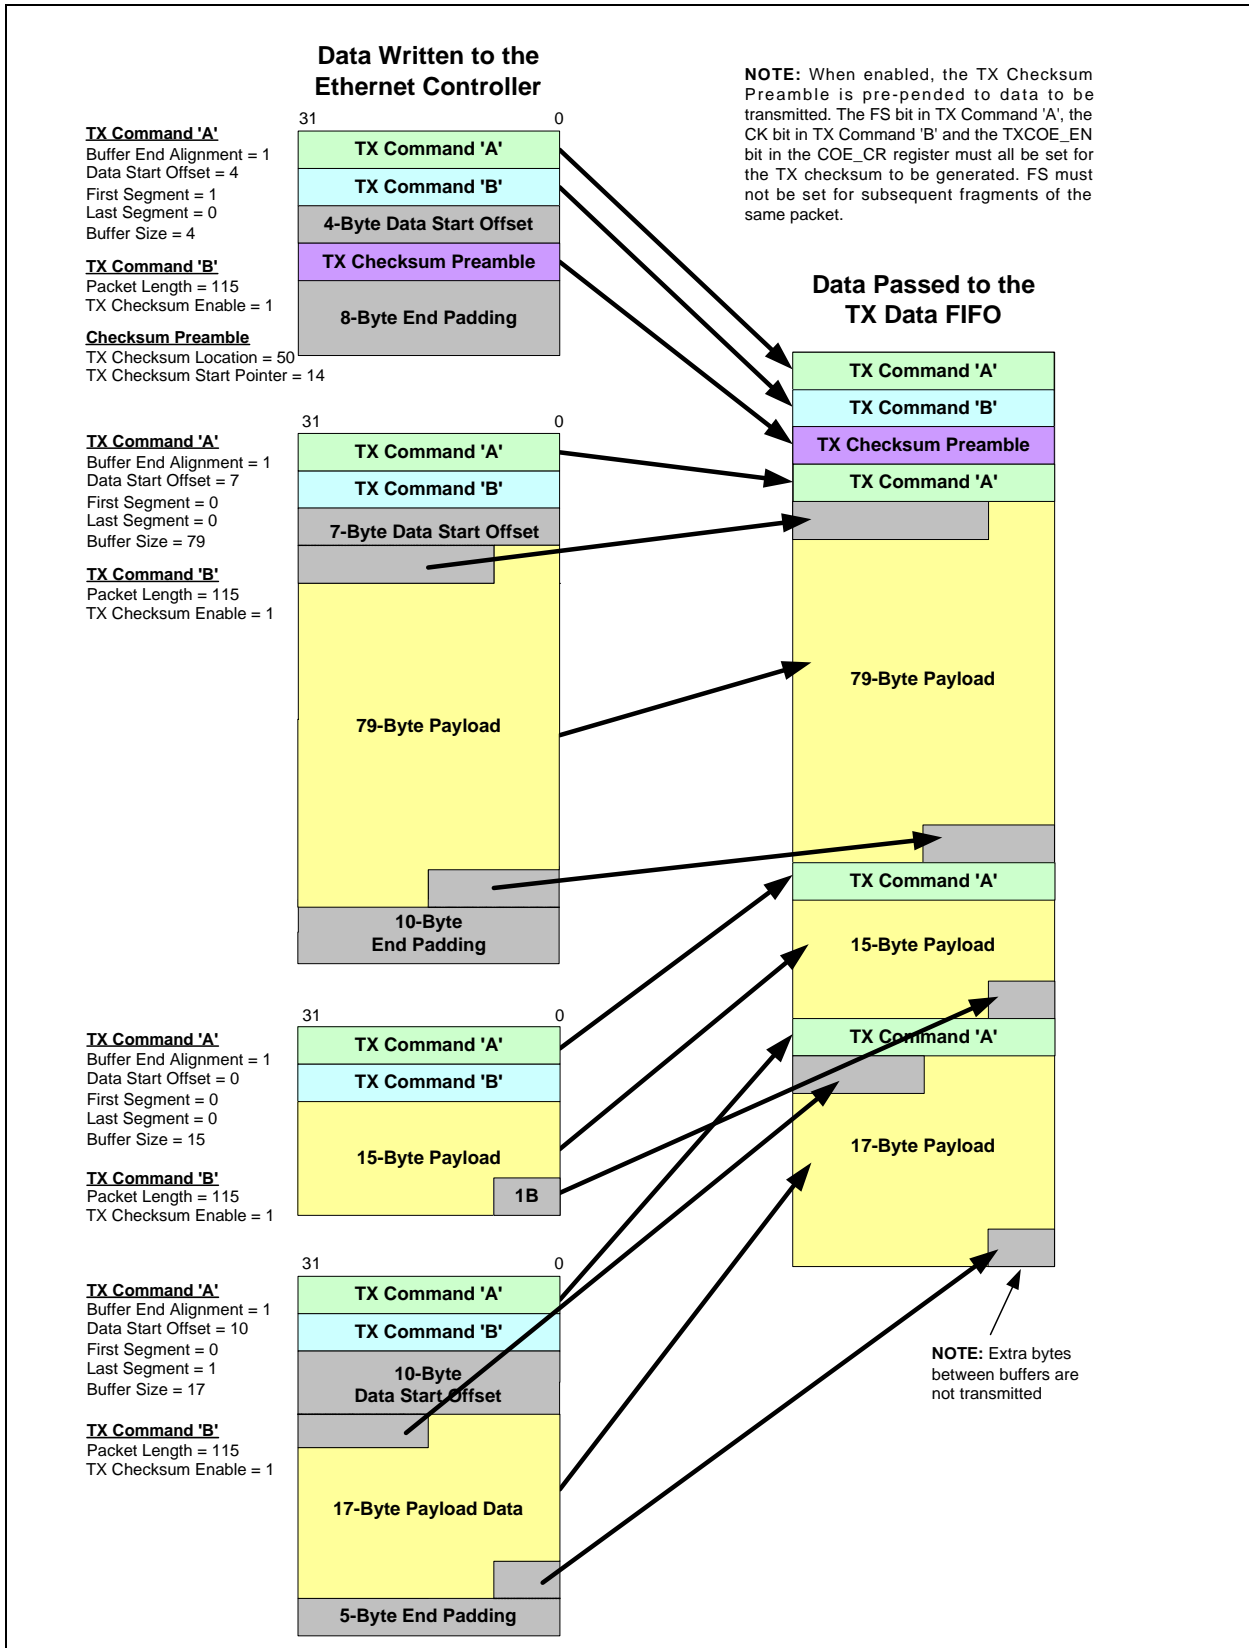 Data Written to the
Ethernet Controller
31 0
TX Command 'A'
Buffer End Alignment = 1
Data Start Offset = 4
First Segment = 1
Last Segment = 0
Buffer Size = 4
TX Command 'B'
Packet Length = 115
TX Checksum Enable = 1
Checksum Preamble
TX Checksum Location = 50
TX Checksum Start Pointer = 14
TX Command 'A'
TX Command 'B'
4-Byte Data Start Offset
TX Checksum Preamble
8-Byte End Padding
31 0
TX Command 'A'
Buffer End Alignment = 1
Data Start Offset = 7
First Segment = 0
Last Segment = 0
Buffer Size = 79
TX Command 'B'
Packet Length = 115
TX Checksum Enable = 1
TX Command 'A'
TX Command 'B'
7-Byte Data Start Offset
79-Byte Payload
10-Byte
End Padding
31 0
TX Command 'A'
Buffer End Alignment = 1
Data Start Offset = 0
First Segment = 0
Last Segment = 0
Buffer Size = 15
TX Command 'B'
Packet Length = 115
TX Checksum Enable = 1
TX Command 'A'
TX Command 'B'
15-Byte Payload
1B
31 0
TX Command 'A'
Buffer End Alignment = 1
Data Start Offset = 10
First Segment = 0
Last Segment = 1
Buffer Size = 17
TX Command 'B'
Packet Length = 115
TX Checksum Enable = 1
TX Command 'A'
TX Command 'B'
10-Byte
Data Start Offset
17-Byte Payload Data
5-Byte End Padding
NOTE: When enabled, the TX Checksum
Preamble is pre-pended to data to be
transmitted. The FS bit in TX Command 'A', the
CK bit in TX Command 'B' and the TXCOE_EN
bit in the COE_CR register must all be set for
the TX checksum to be generated. FS must
not be set for subsequent fragments of the
same packet.
Data Passed to the
TX Data FIFO
TX Command 'A'
TX Command 'B'
TX Checksum Preamble
TX Command 'A'
79-Byte Payload
TX Command 'A'
15-Byte Payload
TX Command 'A'
17-Byte Payload
NOTE: Extra bytes
between buffers are
not transmitted